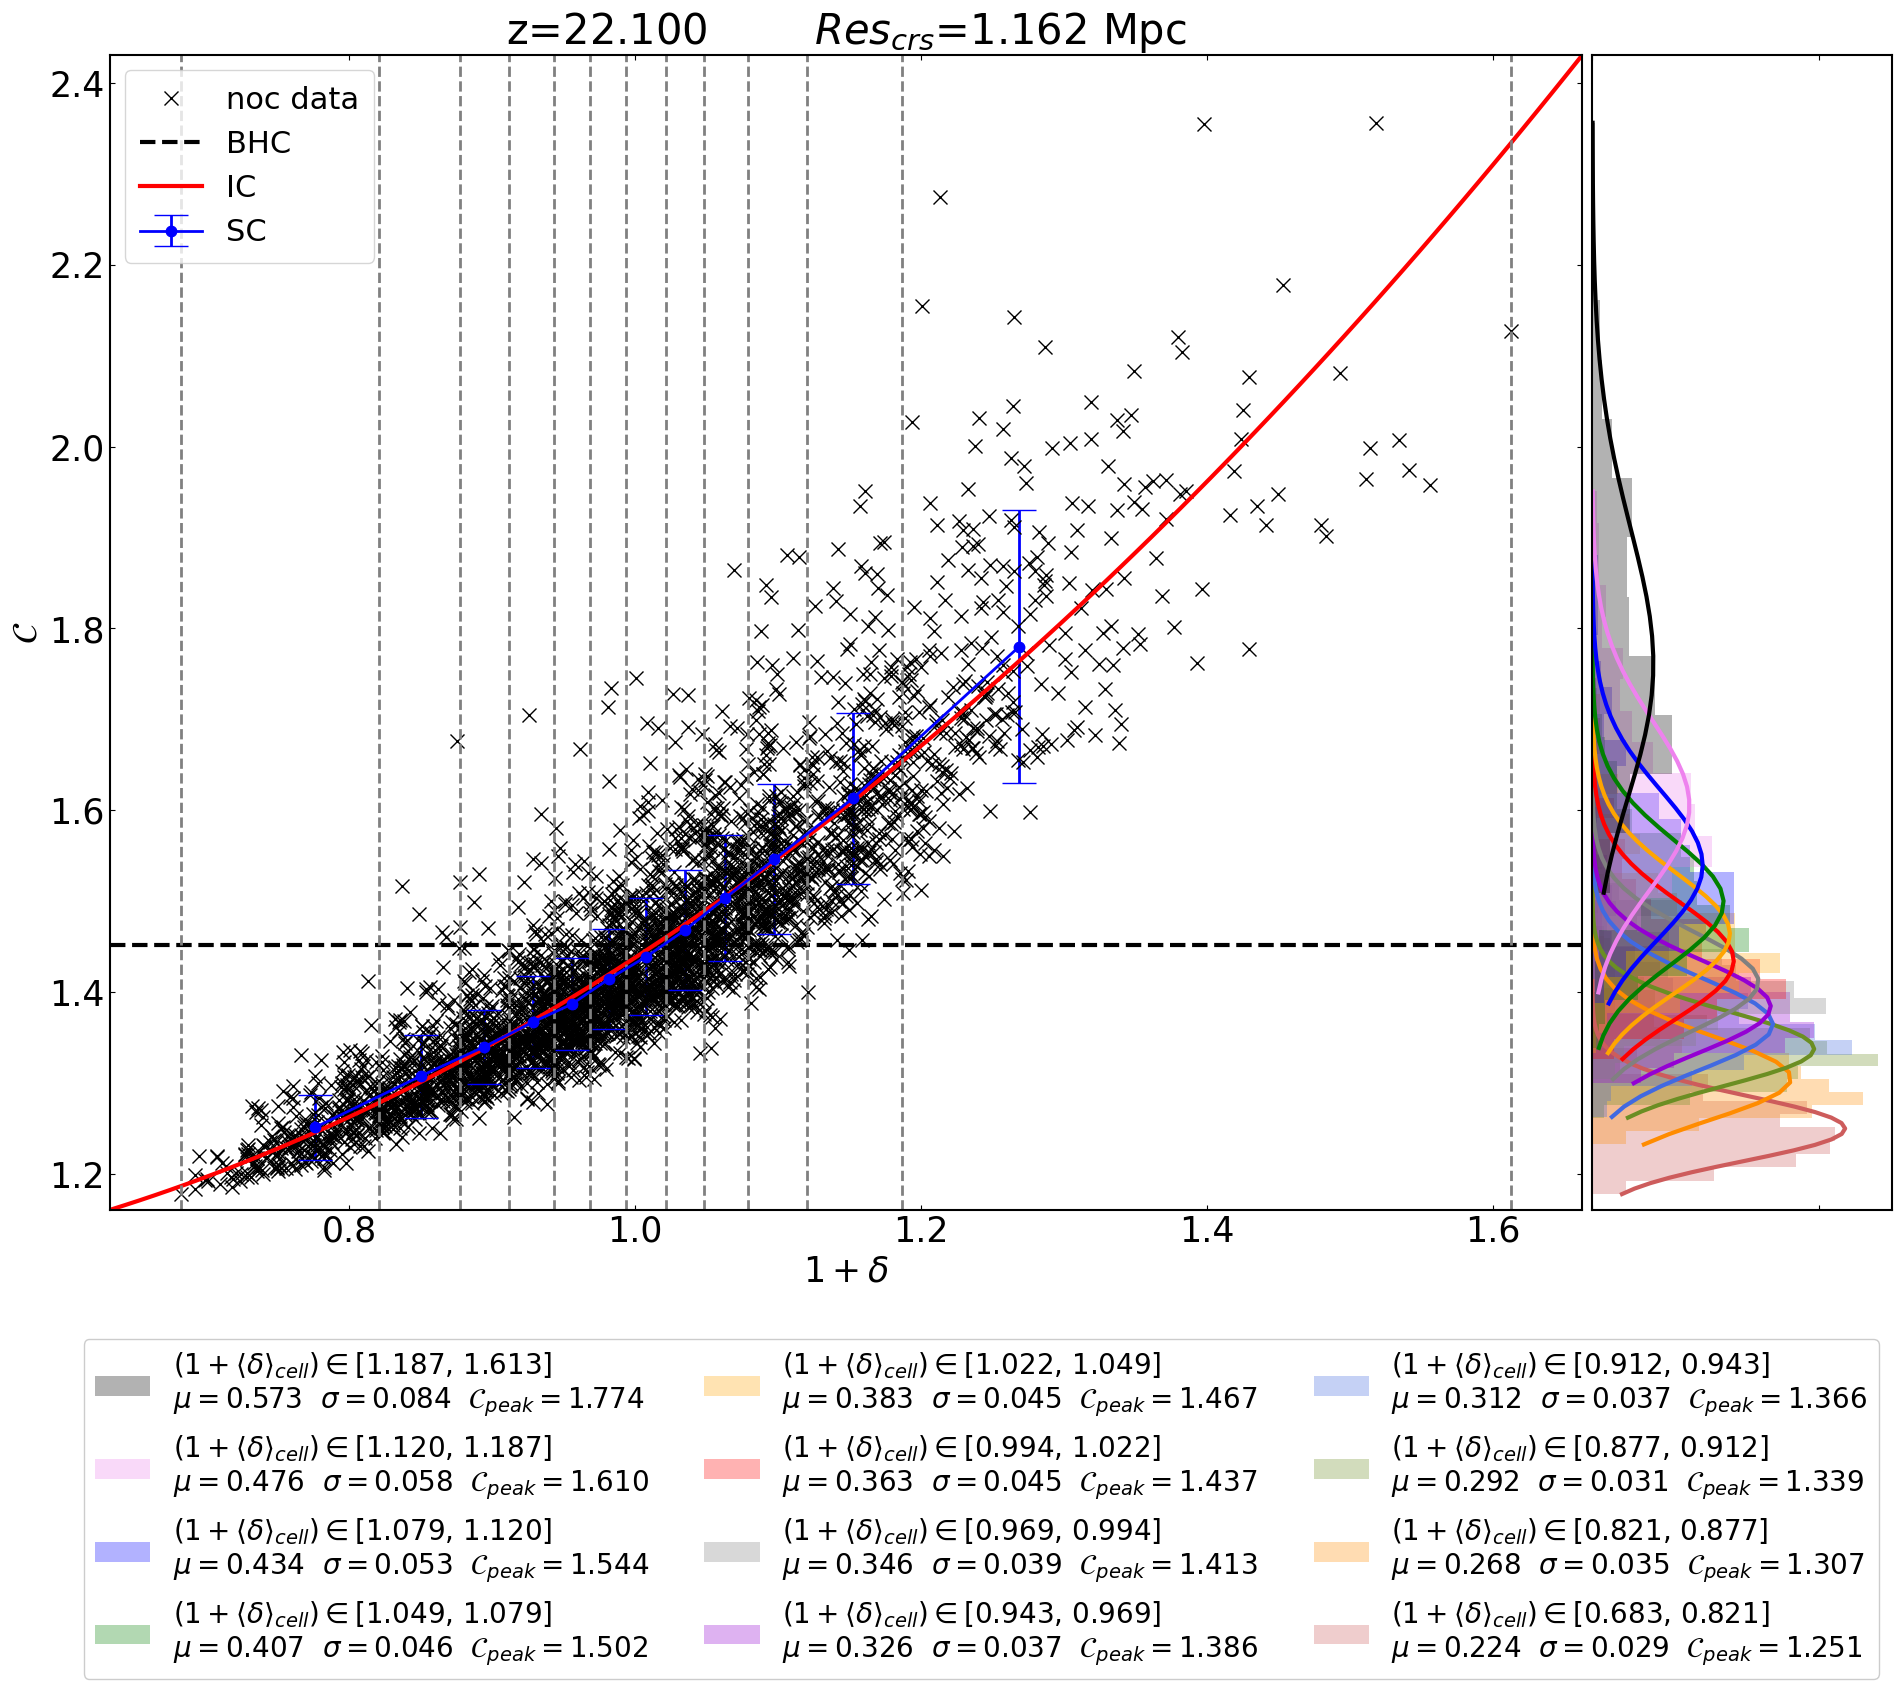 z=22.100 Res_crs=1.162 Mpc
noc data
BHC
IC
SC
2.4
2.2
2.0
1.8
1.6
1.4
1.2
𝒞
0.8 1.0 1.2 1.4 1.6
1 + δ
(1 + ⟨δ⟩_cell) ∈ [1.187, 1.613]
μ = 0.573 σ = 0.084 𝒞_peak = 1.774
(1 + ⟨δ⟩_cell) ∈ [1.120, 1.187]
μ = 0.476 σ = 0.058 𝒞_peak = 1.610
(1 + ⟨δ⟩_cell) ∈ [1.079, 1.120]
μ = 0.434 σ = 0.053 𝒞_peak = 1.544
(1 + ⟨δ⟩_cell) ∈ [1.049, 1.079]
μ = 0.407 σ = 0.046 𝒞_peak = 1.502
(1 + ⟨δ⟩_cell) ∈ [1.022, 1.049]
μ = 0.383 σ = 0.045 𝒞_peak = 1.467
(1 + ⟨δ⟩_cell) ∈ [0.994, 1.022]
μ = 0.363 σ = 0.045 𝒞_peak = 1.437
(1 + ⟨δ⟩_cell) ∈ [0.969, 0.994]
μ = 0.346 σ = 0.039 𝒞_peak = 1.413
(1 + ⟨δ⟩_cell) ∈ [0.943, 0.969]
μ = 0.326 σ = 0.037 𝒞_peak = 1.386
(1 + ⟨δ⟩_cell) ∈ [0.912, 0.943]
μ = 0.312 σ = 0.037 𝒞_peak = 1.366
(1 + ⟨δ⟩_cell) ∈ [0.877, 0.912]
μ = 0.292 σ = 0.031 𝒞_peak = 1.339
(1 + ⟨δ⟩_cell) ∈ [0.821, 0.877]
μ = 0.268 σ = 0.035 𝒞_peak = 1.307
(1 + ⟨δ⟩_cell) ∈ [0.683, 0.821]
μ = 0.224 σ = 0.029 𝒞_peak = 1.251